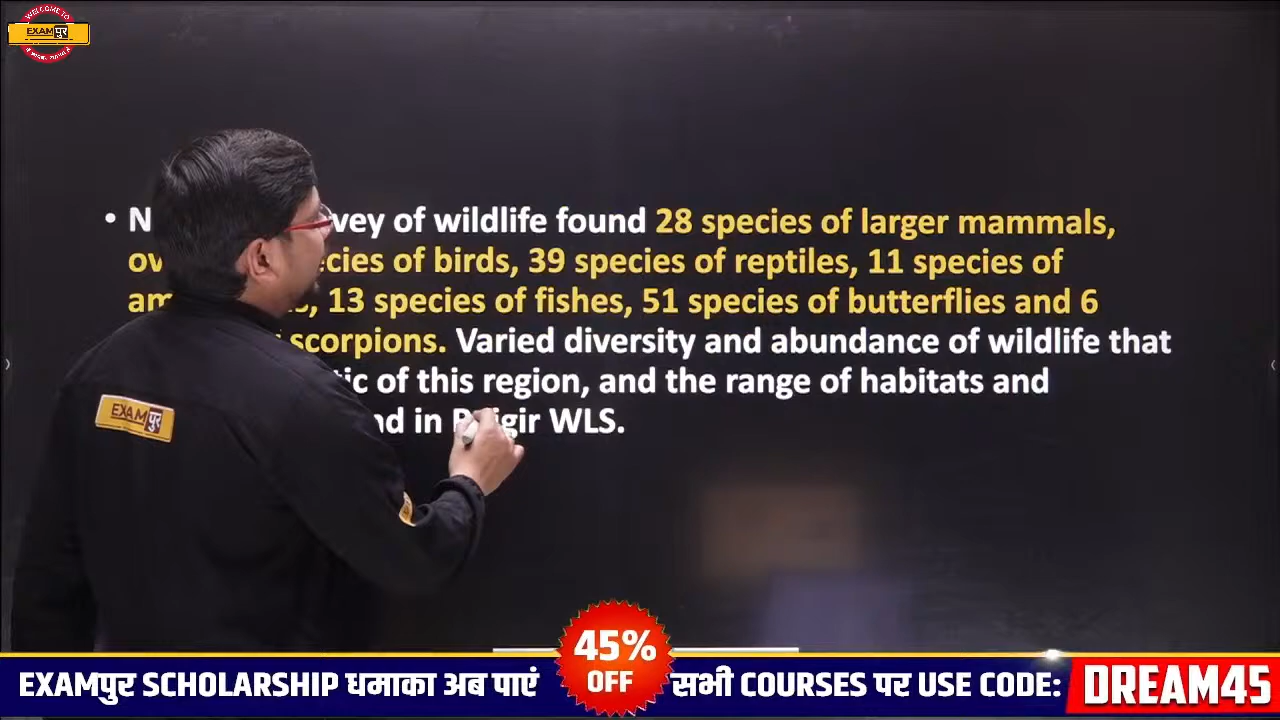 WELCOME TO
EXAMपुर
vey of wildlife found 28 species of larger mammals,
ecies of birds, 39 species of reptiles, 11 species of
13 species of fishes, 51 species of butterflies and 6
scorpions. Varied diversity and abundance of wildlife that
tic of this region, and the range of habitats and
nd in WLS.
EXAMपुर
45%
OFF
EXAMपुर SCHOLARSHIP धमाका अब पाएं
सभी COURSES पर USE CODE:
DREAM45